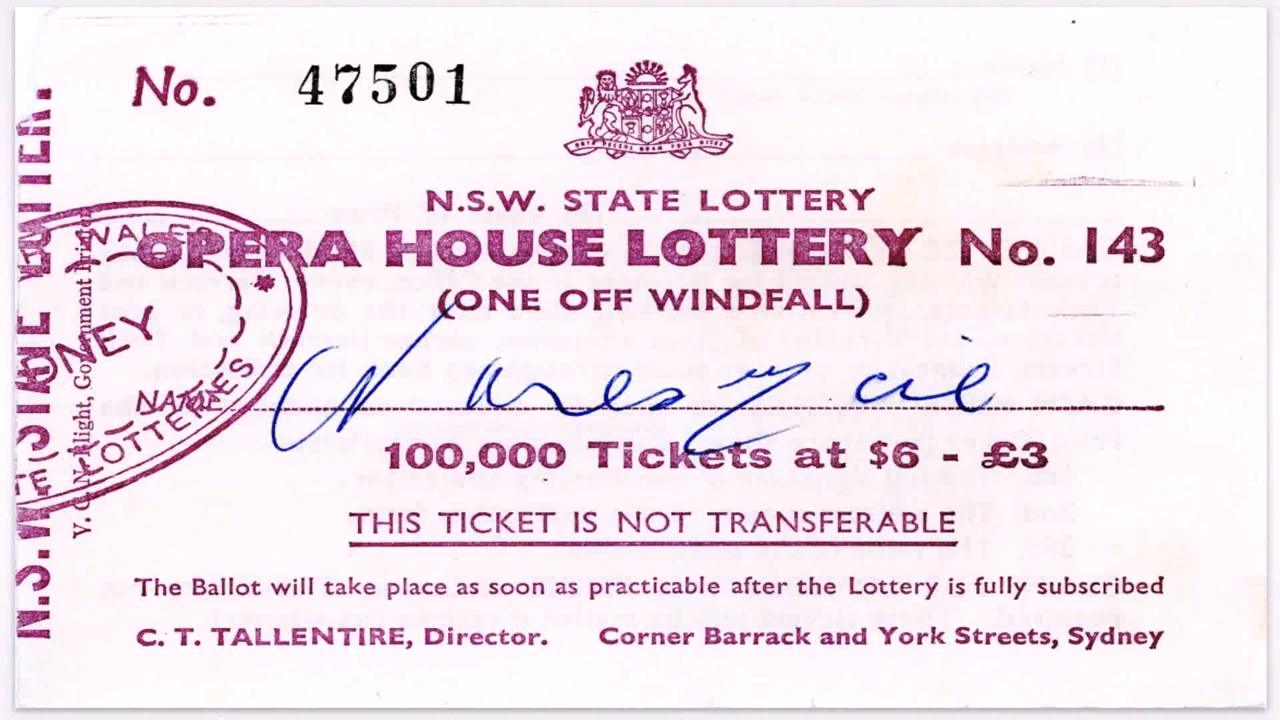 No. 47501
N.S.W. STATE LOTTERY
OPERA HOUSE LOTTERY No. 143
(ONE OFF WINDFALL)
NAME
100,000 Tickets at $6 - £3
THIS TICKET IS NOT TRANSFERABLE
The Ballot will take place as soon as practicable after the Lottery is fully subscribed
C. T. TALLENTIRE, Director. Corner Barrack and York Streets, Sydney
V. C. N. Blight, Government Printer
N.S.W. STATE
WALES
SYDNEY
LOTTERIES